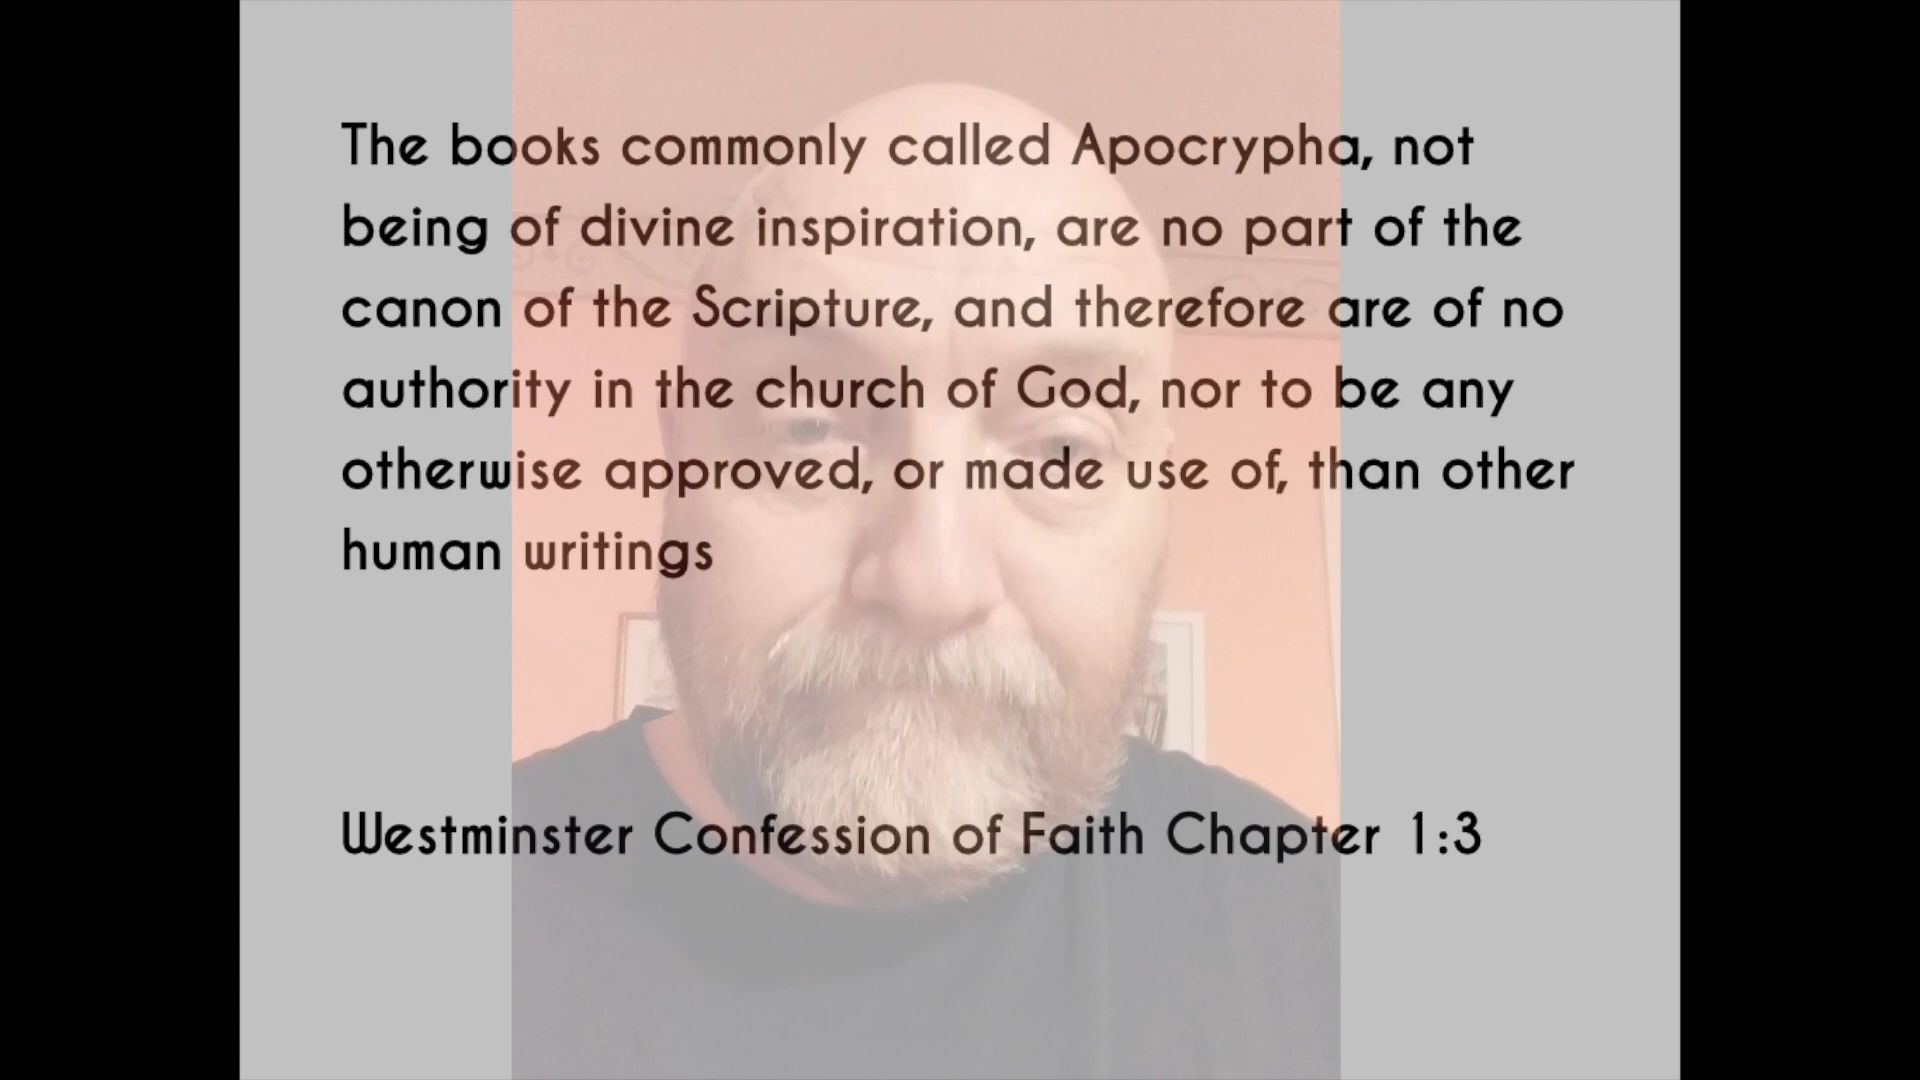 The books commonly called Apocrypha, not
being of divine inspiration, are no part of the
canon of the Scripture, and therefore are of no
authority in the church of God, nor to be any
otherwise approved, or made use of, than other
human writings
Westminster Confession of Faith Chapter 1:3